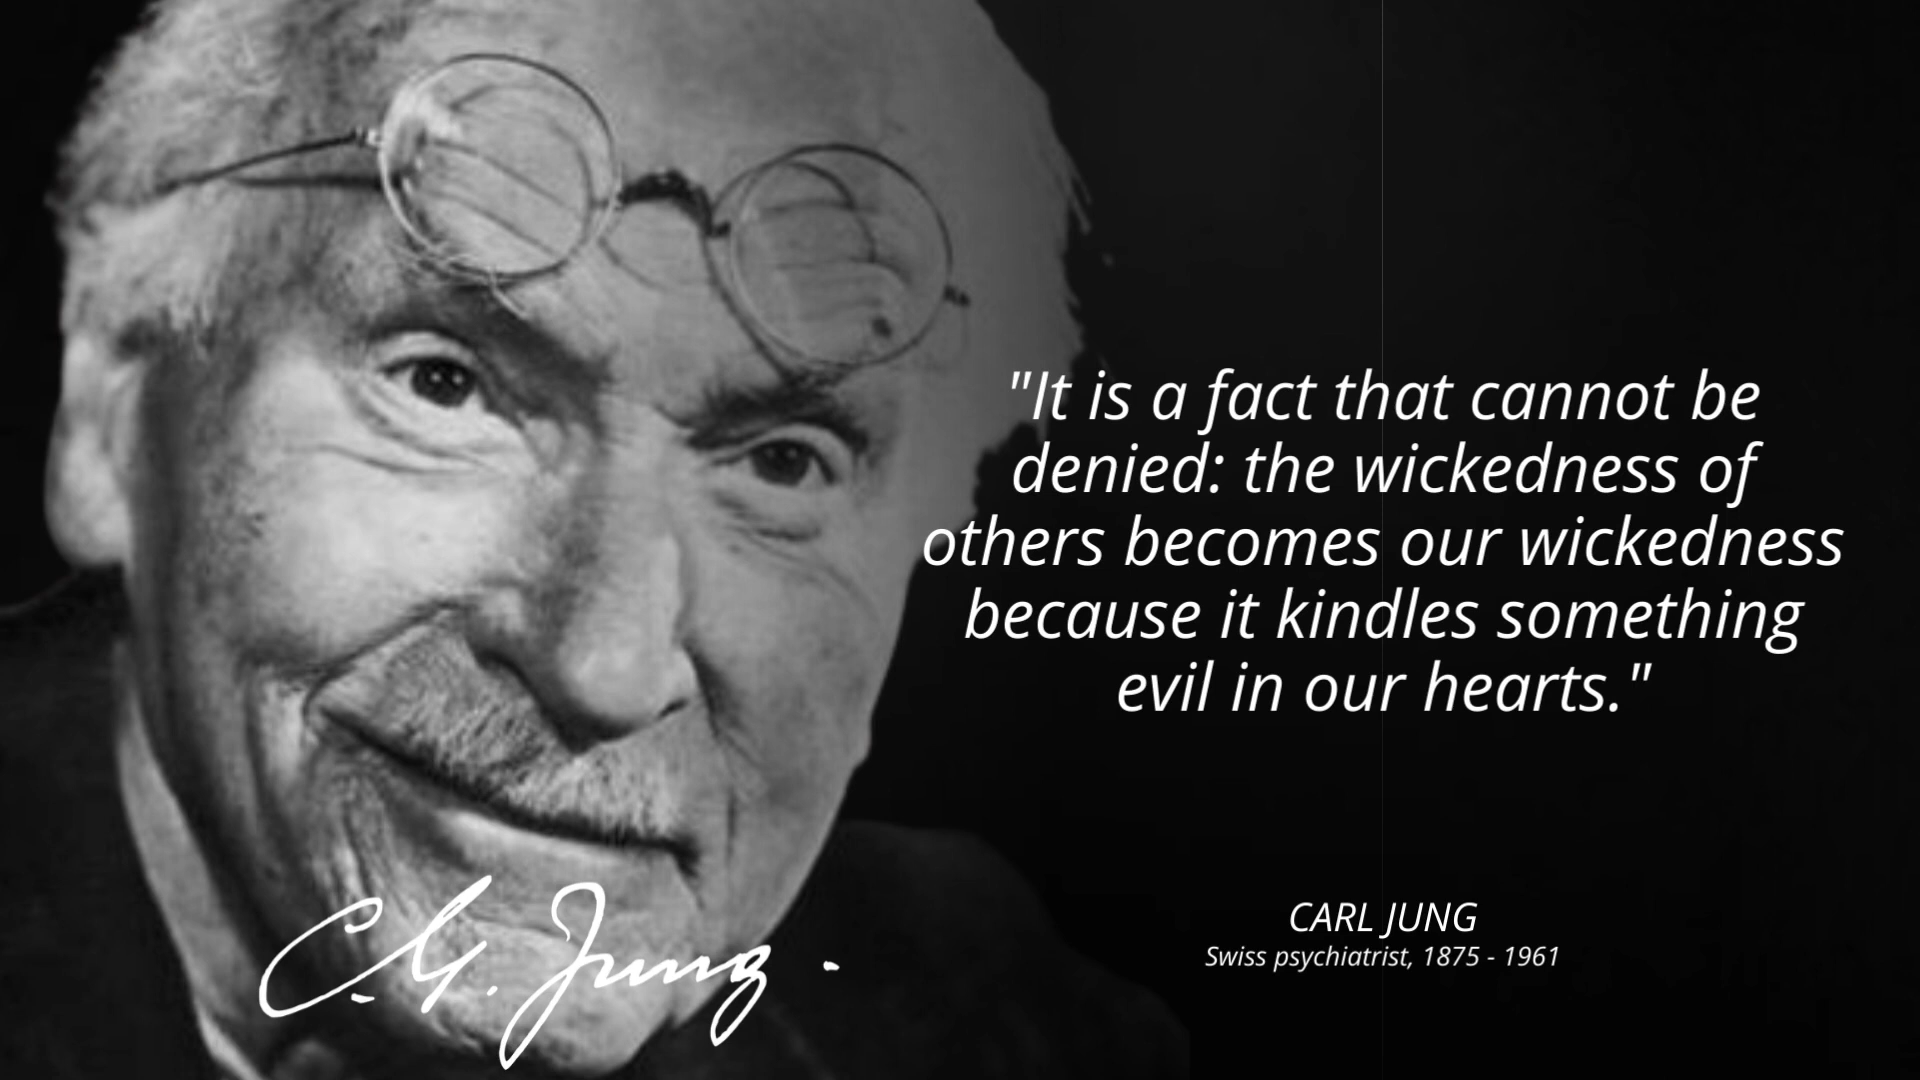 "It is a fact that cannot be
denied: the wickedness of
others becomes our wickedness
because it kindles something
evil in our hearts."
CARL JUNG
Swiss psychiatrist, 1875 - 1961
C. G. Jung.